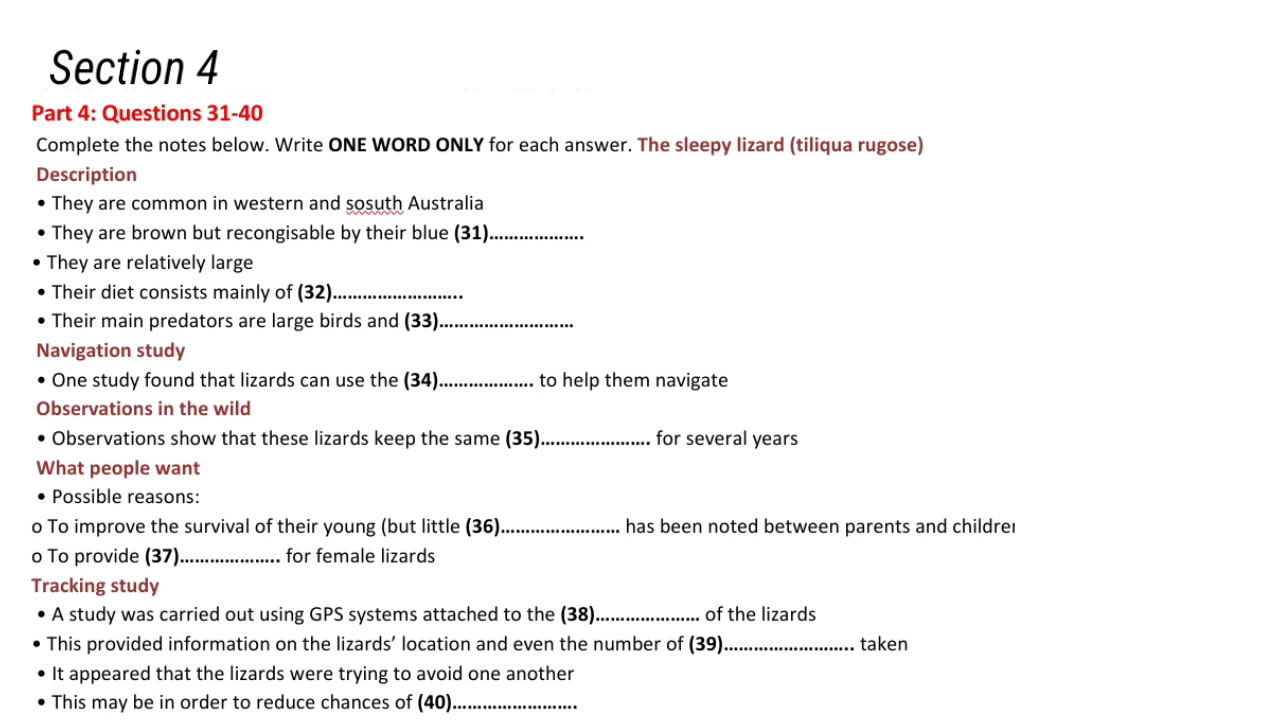 Section 4
Part 4: Questions 31-40
Complete the notes below. Write ONE WORD ONLY for each answer. The sleepy lizard (tiliqua rugose)
Description
• They are common in western and sosuth Australia
• They are brown but recongisable by their blue (31)……………….
• They are relatively large
• Their diet consists mainly of (32)……………………..
• Their main predators are large birds and (33)………………………
Navigation study
• One study found that lizards can use the (34)………………. to help them navigate
Observations in the wild
• Observations show that these lizards keep the same (35)…………………. for several years
What people want
• Possible reasons:
o To improve the survival of their young (but little (36)…………………… has been noted between parents and childrer
o To provide (37)……………….. for female lizards
Tracking study
• A study was carried out using GPS systems attached to the (38)………………… of the lizards
• This provided information on the lizards’ location and even the number of (39)…………………….. taken
• It appeared that the lizards were trying to avoid one another
• This may be in order to reduce chances of (40)…………………….